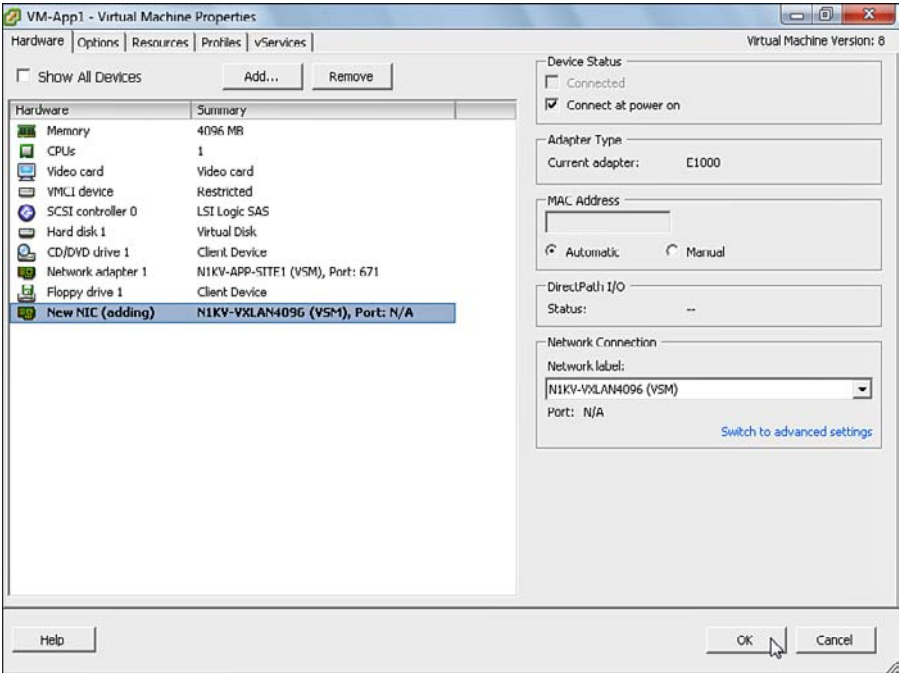 VM-App1 - Virtual Machine Properties
Hardware Options Resources Profiles vServices Virtual Machine Version: 8
Show All Devices Add... Remove
Hardware Summary
Memory 4096 MB
CPUs 1
Video card Video card
VMCI device Restricted
SCSI controller 0 LSI Logic SAS
Hard disk 1 Virtual Disk
CD/DVD drive 1 Client Device
Network adapter 1 N1KV-APP-SITE1 (VSM), Port: 671
Floppy drive 1 Client Device
New NIC (adding) N1KV-VXLAN4096 (VSM), Port: N/A
Device Status
Connected
Connect at power on
Adapter Type
Current adapter: E1000
MAC Address
Automatic Manual
DirectPath I/O
Status: --
Network Connection
Network label:
N1KV-VXLAN4096 (VSM)
Port: N/A
Switch to advanced settings
Help OK Cancel